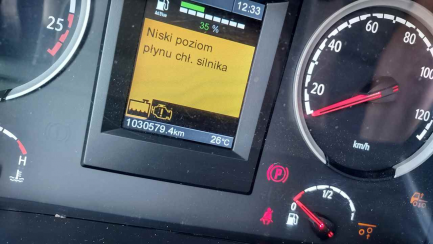 12:33
35 %
Niski poziom
płynu chł. silnika
1030579.4km
26°C
25
20
40
60
80
100
120
km/h
H
P
0
1/2